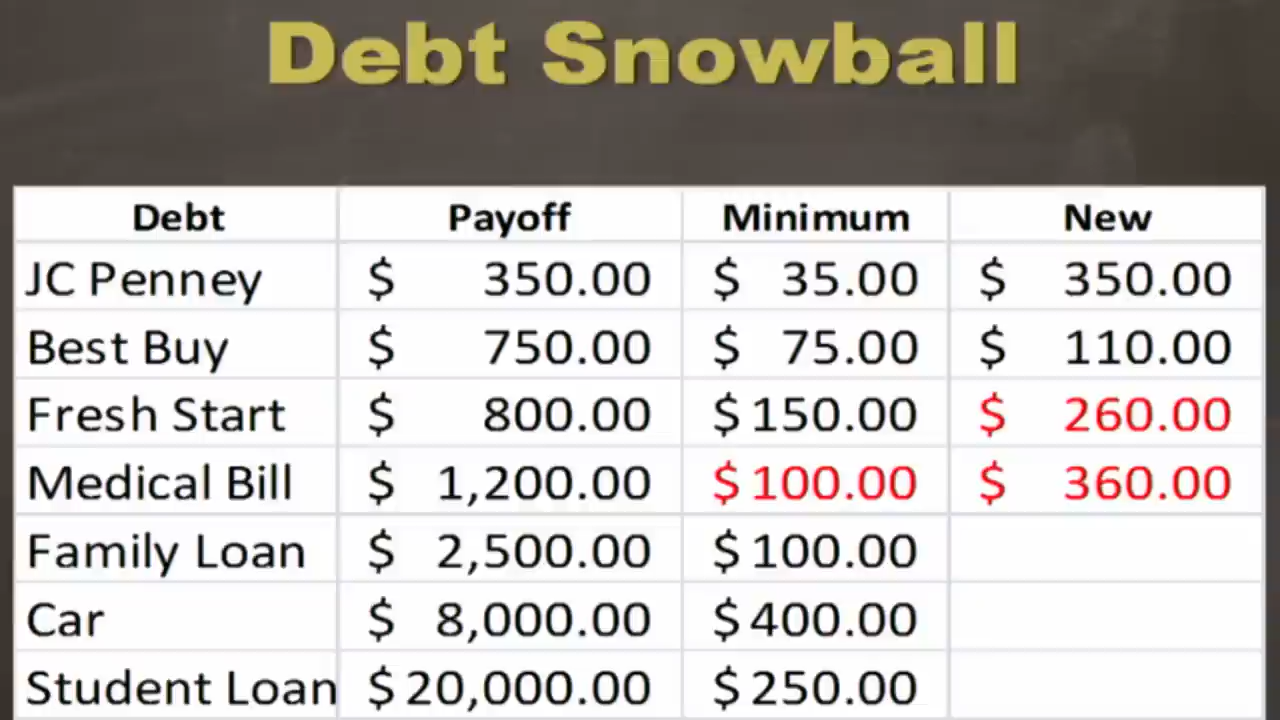 Debt Snowball
Debt Payoff Minimum New
JC Penney $ 350.00 $ 35.00 $ 350.00
Best Buy $ 750.00 $ 75.00 $ 110.00
Fresh Start $ 800.00 $ 150.00 $ 260.00
Medical Bill $ 1,200.00 $ 100.00 $ 360.00
Family Loan $ 2,500.00 $ 100.00
Car $ 8,000.00 $ 400.00
Student Loan $ 20,000.00 $ 250.00